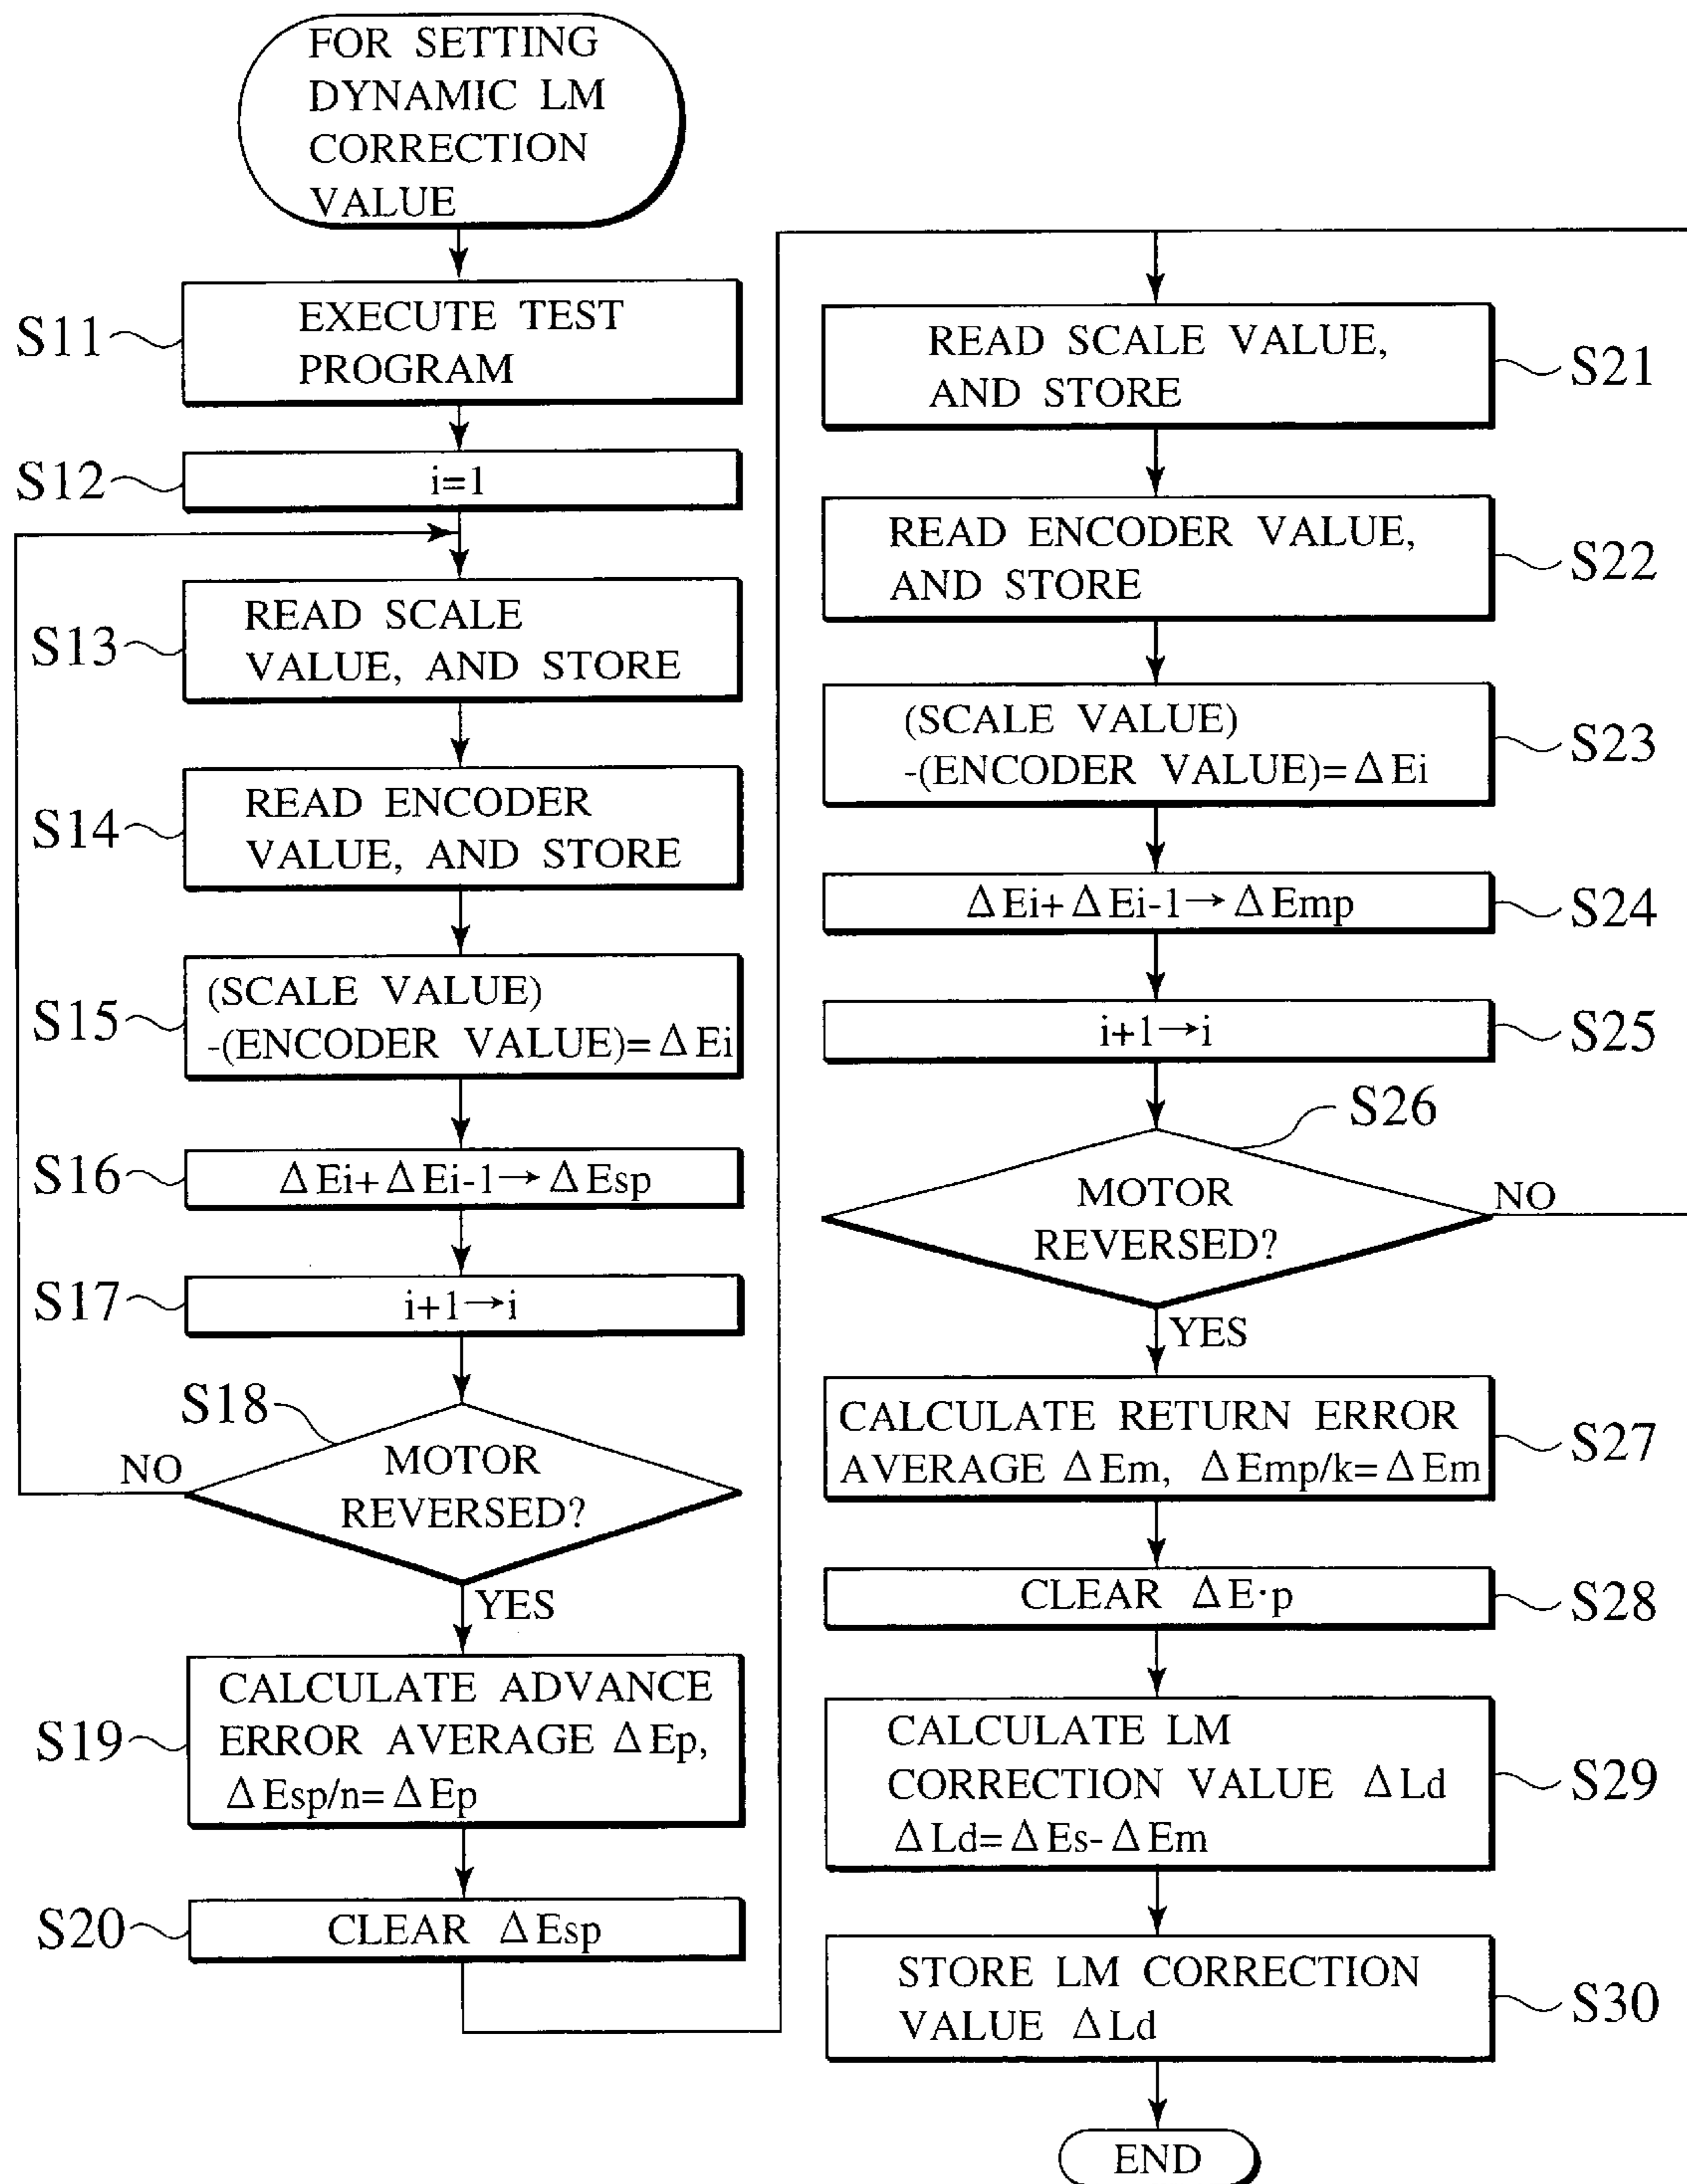 FOR SETTING
DYNAMIC LM
CORRECTION
VALUE
S11
EXECUTE TEST
PROGRAM
S12
i=1
S13
READ SCALE
VALUE, AND STORE
S14
READ ENCODER
VALUE, AND STORE
S15
(SCALE VALUE)
-(ENCODER VALUE)=ΔEi
S16
ΔEi+ΔEi-1→ΔEsp
S17
i+1→i
S18
MOTOR
REVERSED?
NO
YES
S19
CALCULATE ADVANCE
ERROR AVERAGE ΔEp,
ΔEsp/n=ΔEp
S20
CLEAR ΔEsp
READ SCALE VALUE,
AND STORE
S21
READ ENCODER VALUE,
AND STORE
S22
(SCALE VALUE)
-(ENCODER VALUE)=ΔEi
S23
ΔEi+ΔEi-1→ΔEmp
S24
i+1→i
S25
S26
MOTOR
REVERSED?
NO
YES
CALCULATE RETURN ERROR
AVERAGE ΔEm, ΔEmp/k=ΔEm
S27
CLEAR ΔE·p
S28
CALCULATE LM
CORRECTION VALUE ΔLd
ΔLd=ΔEs-ΔEm
S29
STORE LM CORRECTION
VALUE ΔLd
S30
END